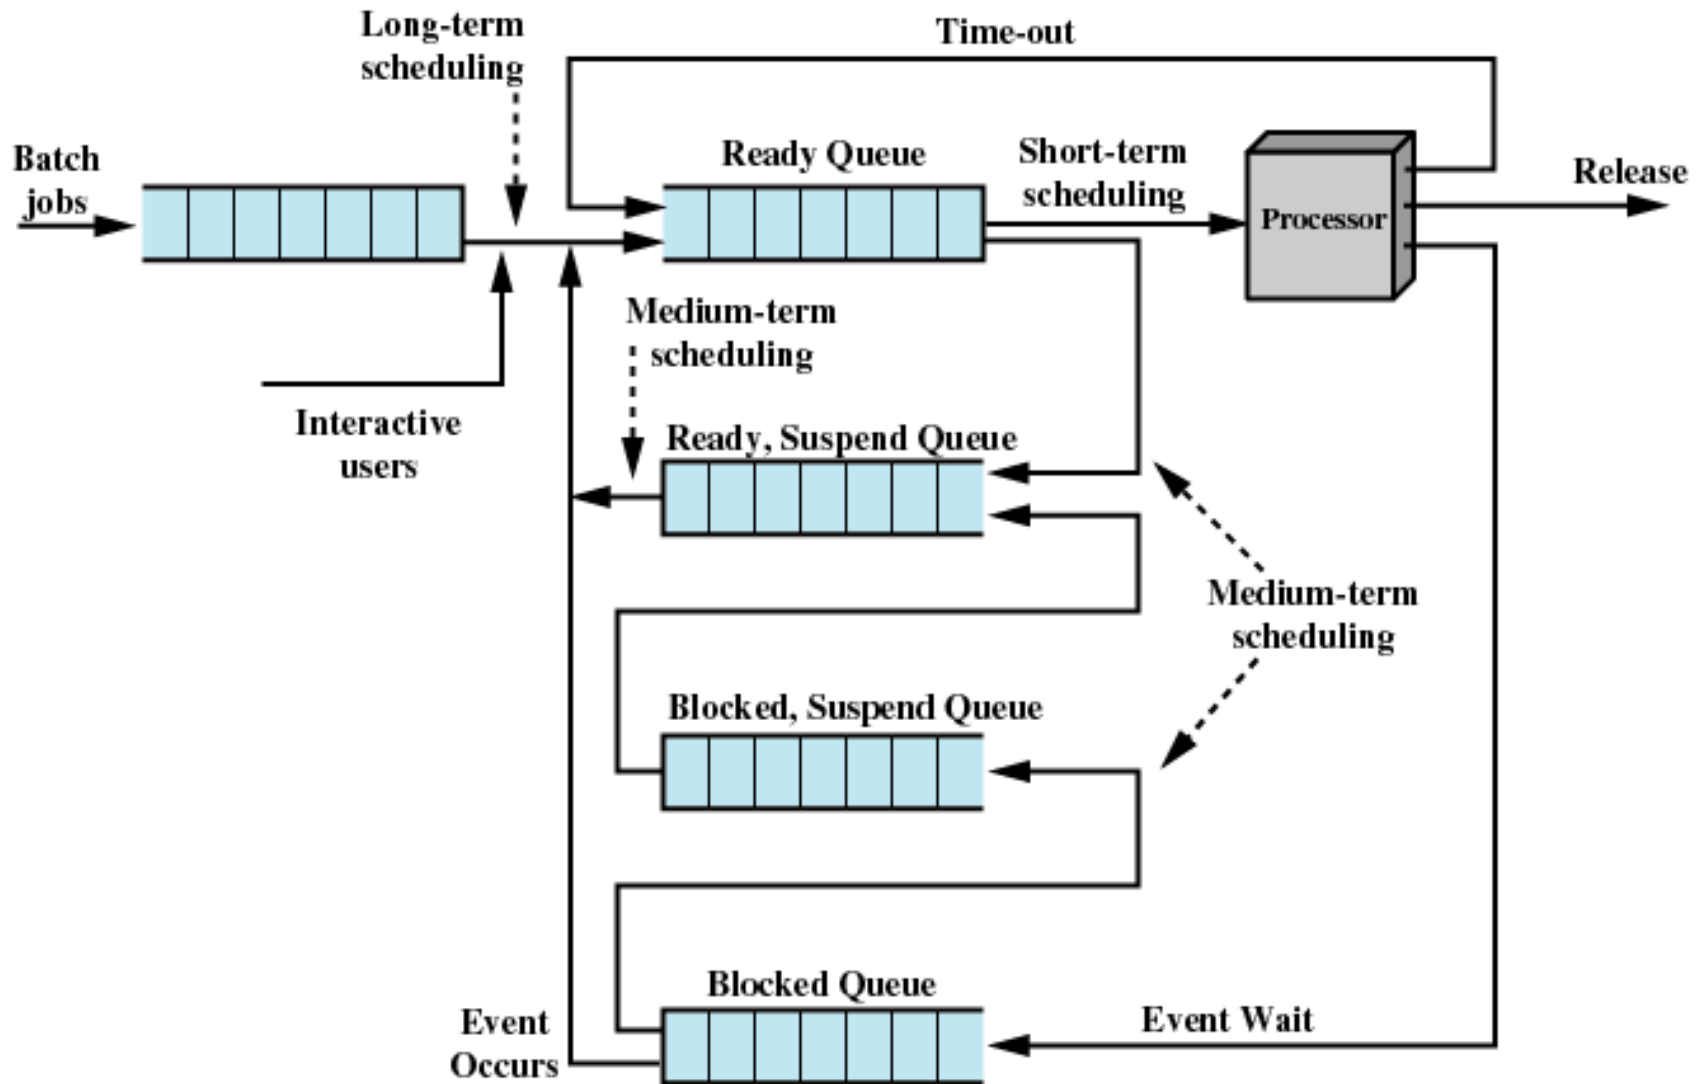 Long-term
scheduling
Time-out
Batch
jobs
Ready Queue
Short-term
scheduling
Processor
Release
Medium-term
scheduling
Interactive
users
Ready, Suspend Queue
Medium-term
scheduling
Blocked, Suspend Queue
Blocked Queue
Event
Occurs
Event Wait